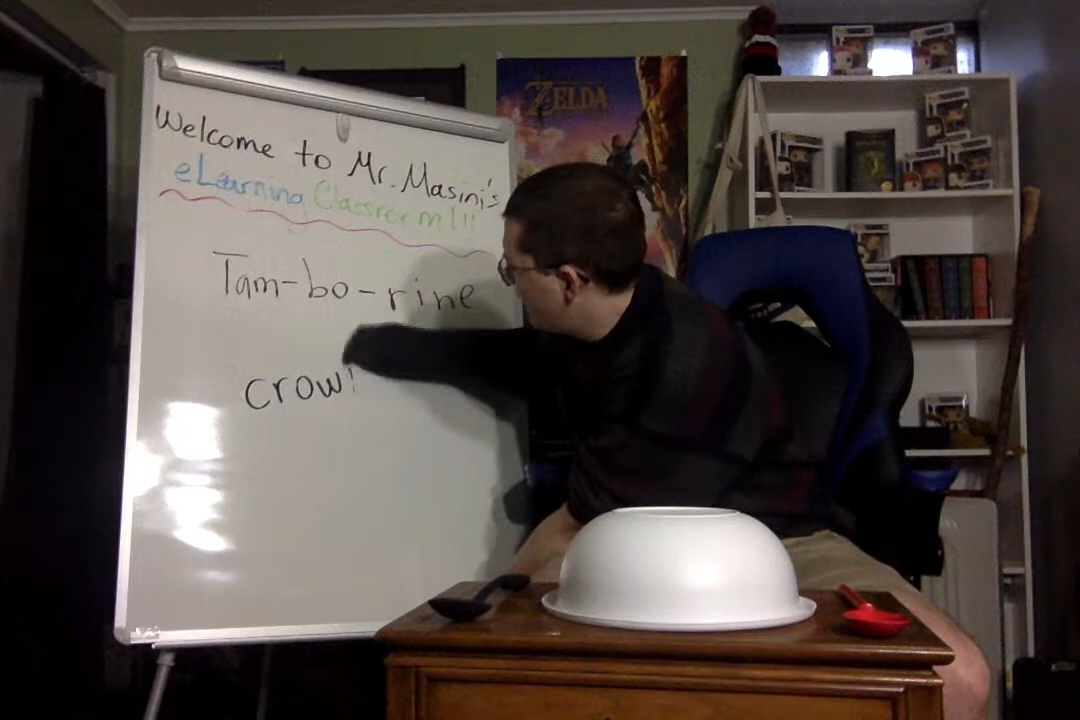 Welcome to Mr. Masini's
eLearning Classroom!!!
Tam-bo-rine
crow!
ZELDA